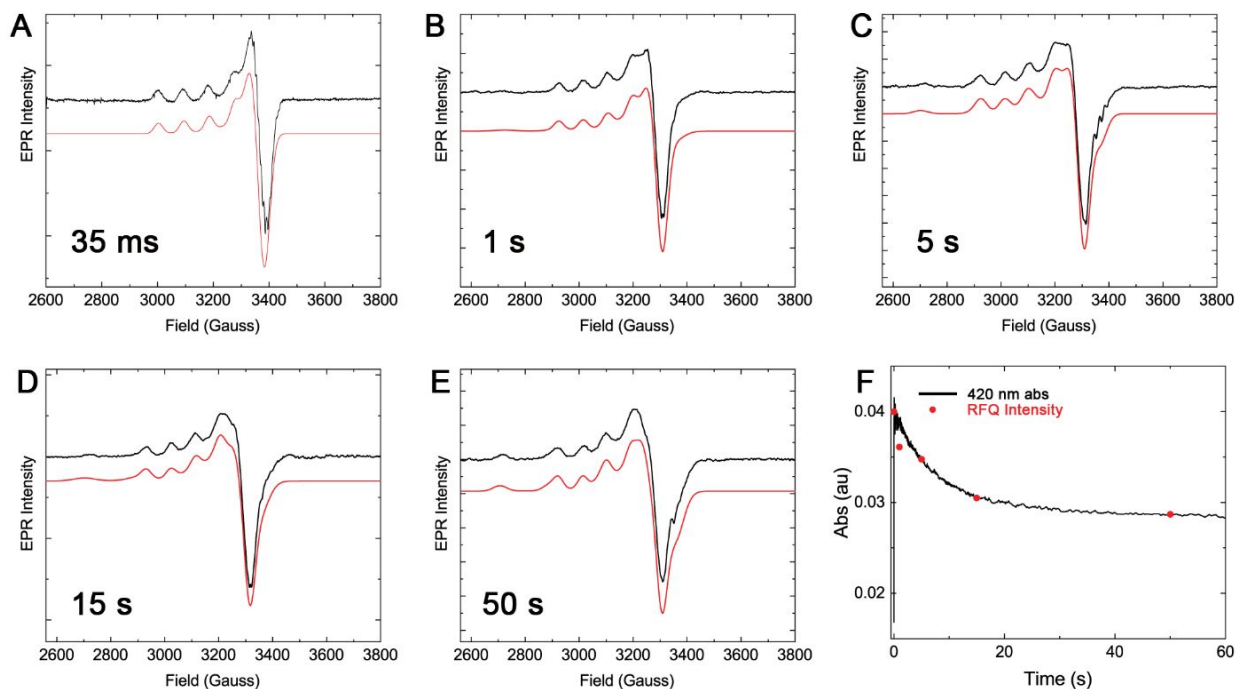 A
EPR Intensity
35 ms
2600 2800 3000 3200 3400 3600 3800
Field (Gauss)
B
EPR Intensity
1 s
2600 2800 3000 3200 3400 3600 3800
Field (Gauss)
C
EPR Intensity
5 s
2600 2800 3000 3200 3400 3600 3800
Field (Gauss)
D
EPR Intensity
15 s
2600 2800 3000 3200 3400 3600 3800
Field (Gauss)
E
EPR Intensity
50 s
2600 2800 3000 3200 3400 3600 3800
Field (Gauss)
F
420 nm abs
RFQ Intensity
0.04
0.03
0.02
Abs (au)
0 20 40 60
Time (s)